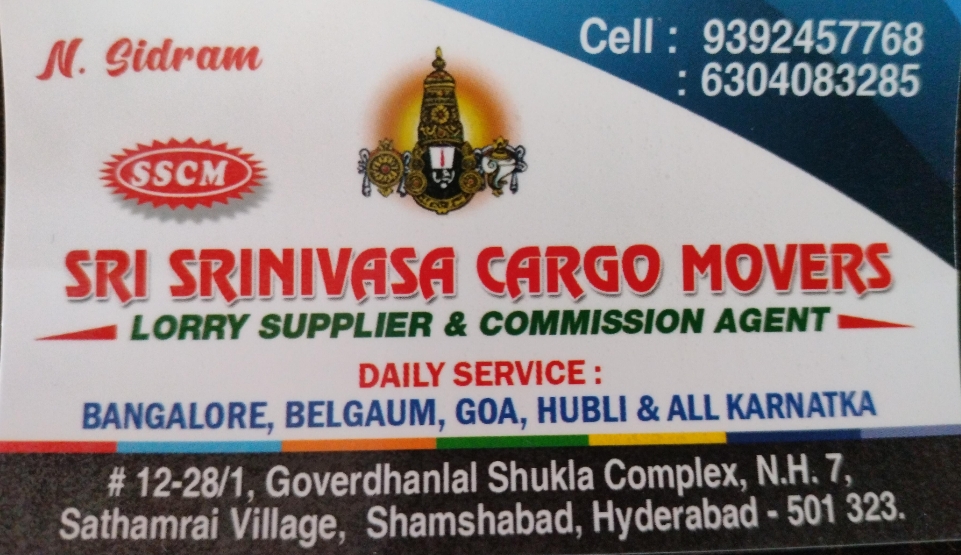 N. Sidram
Cell : 9392457768
: 6304083285
SSCM
SRI SRINIVASA CARGO MOVERS
LORRY SUPPLIER & COMMISSION AGENT
DAILY SERVICE :
BANGALORE, BELGAUM, GOA, HUBLI & ALL KARNATKA
# 12-28/1, Goverdhanlal Shukla Complex, N.H. 7,
Sathamrai Village, Shamshabad, Hyderabad - 501 323.